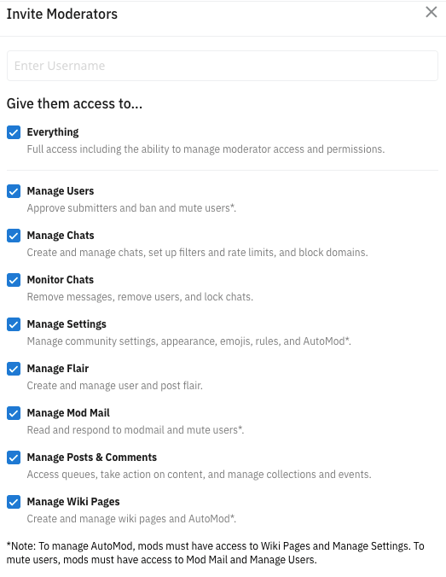 Invite Moderators
Enter Username
Give them access to...
Everything
Full access including the ability to manage moderator access and permissions.
Manage Users
Approve submitters and ban and mute users*.
Manage Chats
Create and manage chats, set up filters and rate limits, and block domains.
Monitor Chats
Remove messages, remove users, and lock chats.
Manage Settings
Manage community settings, appearance, emojis, rules, and AutoMod*.
Manage Flair
Create and manage user and post flair.
Manage Mod Mail
Read and respond to modmail and mute users*.
Manage Posts & Comments
Access queues, take action on content, and manage collections and events.
Manage Wiki Pages
Create and manage wiki pages and AutoMod*.
*Note: To manage AutoMod, mods must have access to Wiki Pages and Manage Settings. To
mute users, mods must have access to Mod Mail and Manage Users.